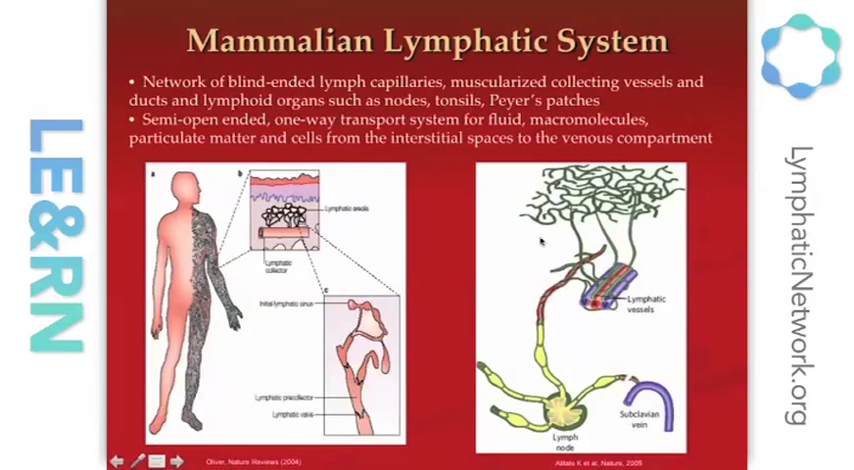 LE&RN
Mammalian Lymphatic System
• Network of blind-ended lymph capillaries, muscularized collecting vessels and
ducts and lymphoid organs such as nodes, tonsils, Peyer's patches
• Semi-open ended, one-way transport system for fluid, macromolecules,
particulate matter and cells from the interstitial spaces to the venous compartment
a
b
Lymphatic areola
Lymphatic
collector
c
Initial lymphatic sinus
Lymphatic precollector
Lymphatic valve
Oliver, Nature Reviews (2004)
Lymphatic
vessels
Subclavian
vein
Lymph
node
Alitalo K et al, Nature, 2005
LymphaticNetwork.org